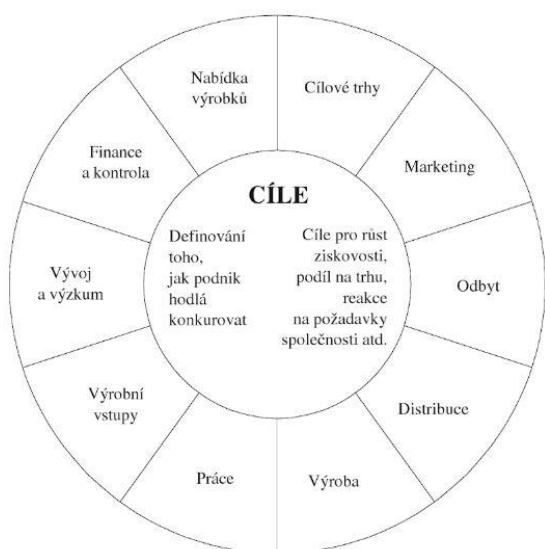 Nabídka
výrobků
Cílové trhy
Marketing
Odbyt
Distribuce
Výroba
Práce
Výrobní
vstupy
Vývoj
a výzkum
Finance
a kontrola
CÍLE
Definování
toho,
jak podnik
hodlá
konkurovat
Cíle pro růst
ziskovosti,
podíl na trhu,
reakce
na požadavky
společnosti atd.